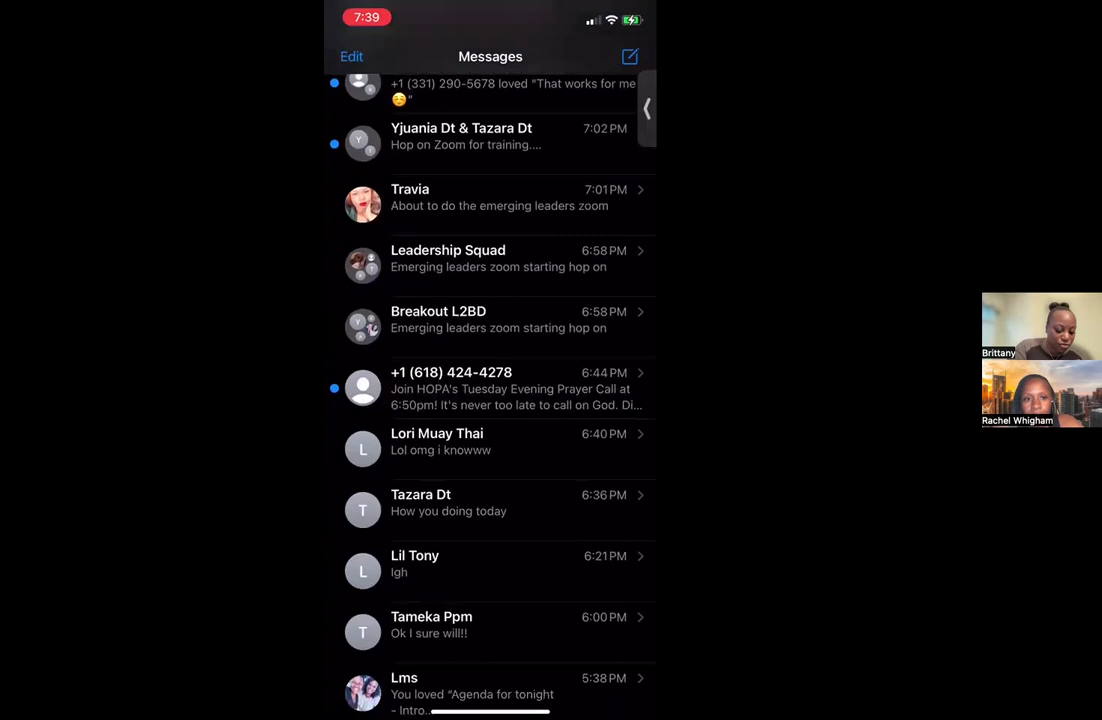 7:39
Edit
Messages
+1 (331) 290-5678 loved "That works for me
☺️"
Yjuania Dt & Tazara Dt
7:02 PM
Hop on Zoom for training....
Travia
7:01 PM
About to do the emerging leaders zoom
Leadership Squad
6:58 PM
Emerging leaders zoom starting hop on
Breakout L2BD
6:58 PM
Emerging leaders zoom starting hop on
+1 (618) 424-4278
6:44 PM
Join HOPA's Tuesday Evening Prayer Call at
6:50pm! It's never too late to call on God. Di...
L
Lori Muay Thai
6:40 PM
Lol omg i knowww
T
Tazara Dt
6:36 PM
How you doing today
L
Lil Tony
6:21 PM
Igh
T
Tameka Ppm
6:00 PM
Ok I sure will!!
Lms
5:38 PM
You loved “Agenda for tonight
- Intro...
Brittany
Rachel Whigham